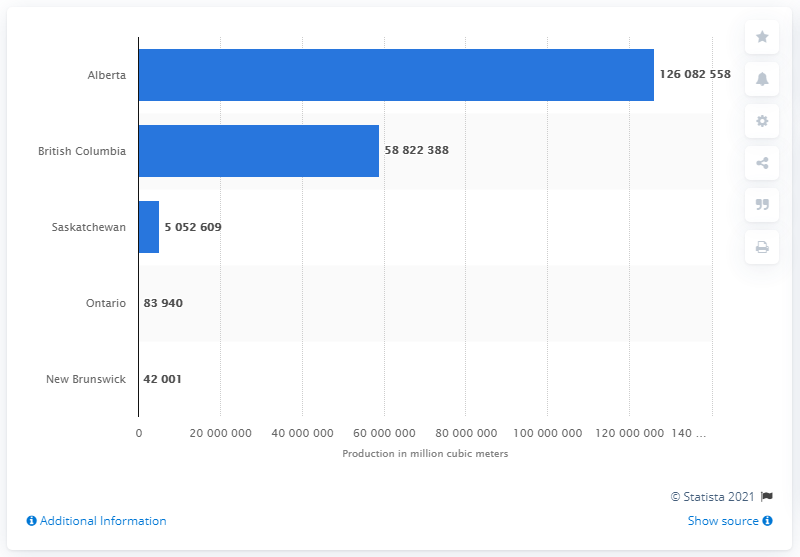 Alberta 126 082 558
British Columbia 58 822 388
Saskatchewan 5 052 609
Ontario 83 940
New Brunswick 42 001
0 20 000 000 40 000 000 60 000 000 80 000 000 100 000 000 120 000 000 140 ...
Production in million cubic meters
© Statista 2021
Additional Information Show source